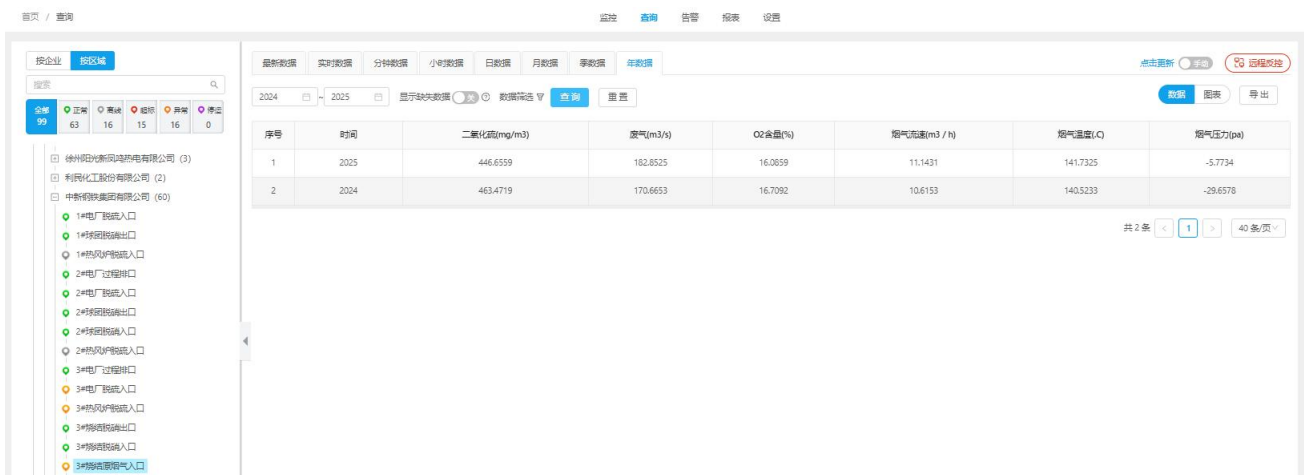 首页 / 查询
监控 查询 告警 报表 设置
按企业 按区域
搜索
全部 99
正常 63
离线 16
超标 15
异常 16
停运 0
徐州阳光新凤鸣热电有限公司 (3)
利民化工股份有限公司 (2)
中新钢铁集团有限公司 (60)
1#电厂脱硫入口
1#球团脱硝出口
1#热风炉脱硫入口
2#电厂过程排口
2#电厂脱硫入口
2#球团脱硝出口
2#球团脱硝入口
2#热风炉脱硫入口
3#电厂过程排口
3#电厂脱硫入口
3#热风炉脱硫入口
3#烧结脱硝出口
3#烧结脱硝入口
3#烧结原烟气入口
最新数据 实时数据 分钟数据 小时数据 日数据 月数据 季数据 年数据
点击更新 手动 远程反控
2024 ~ 2025 显示缺失数据 关 数据筛选 查询 重置
数据 图表 导出
序号 时间 二氧化硫(mg/m3) 废气(m3/s) O2含量(%) 烟气流速(m3 / h) 烟气温度(.C) 烟气压力(pa)
1 2025 446.6559 182.8525 16.0859 11.1431 141.7325 -5.7734
2 2024 463.4719 170.6653 16.7092 10.6153 140.5233 -29.6578
共 2 条 < 1 > 40 条/页